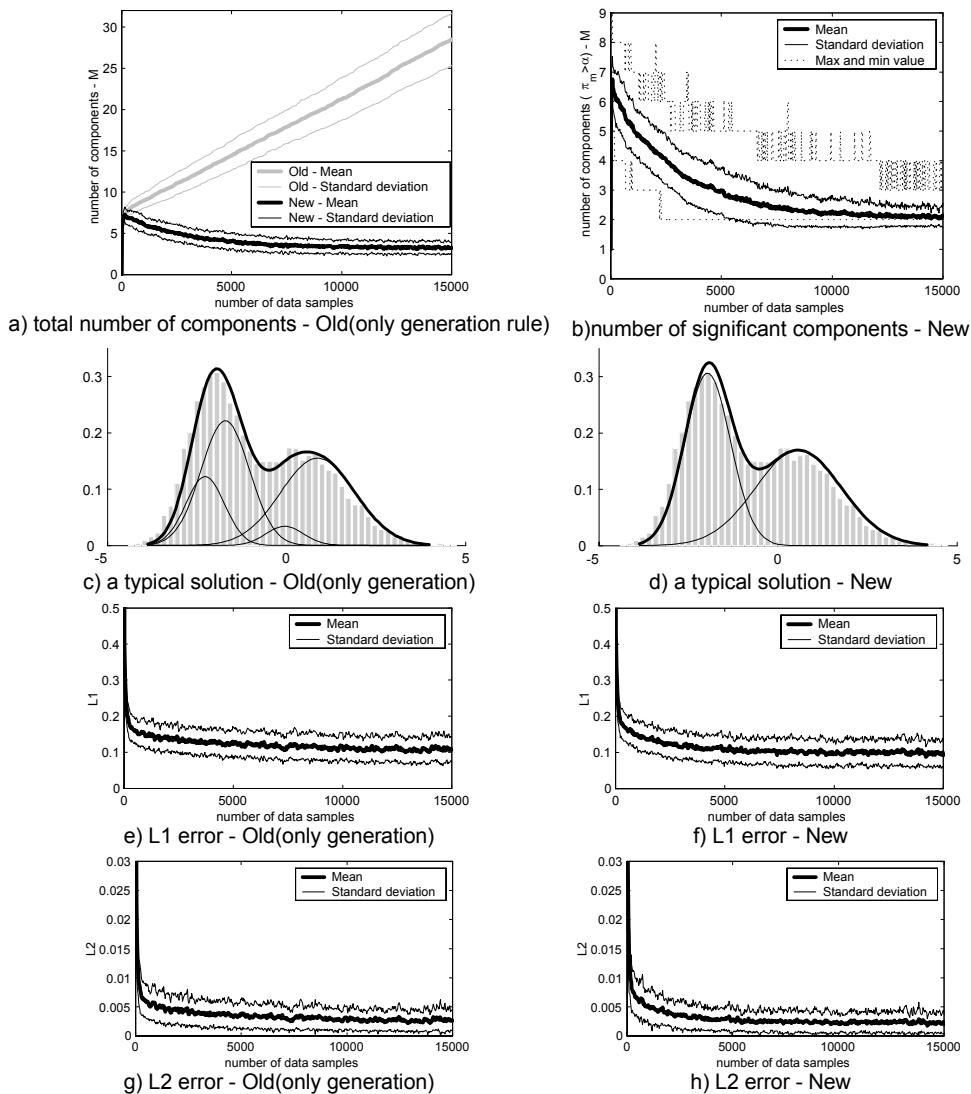 number of components - M
30
25
20
15
10
5
0
Old - Mean
Old - Standard deviation
New - Mean
New - Standard deviation
0 5000 10000 15000
number of data samples
a) total number of components - Old(only generation rule)
number of components ( π_m>α) - M
9
8
7
6
5
4
3
2
1
0
Mean
Standard deviation
Max and min value
0 5000 10000 15000
number of data samples
b)number of significant components - New
0.3
0.2
0.1
0
-5 0 5
c) a typical solution - Old(only generation)
0.3
0.2
0.1
0
-5 0 5
d) a typical solution - New
L1
0.5
0.4
0.3
0.2
0.1
0
Mean
Standard deviation
0 5000 10000 15000
number of data samples
e) L1 error - Old(only generation)
L1
0.5
0.4
0.3
0.2
0.1
0
Mean
Standard deviation
0 5000 10000 15000
number of data samples
f) L1 error - New
L2
0.03
0.025
0.02
0.015
0.01
0.005
0
Mean
Standard deviation
0 5000 10000 15000
number of data samples
g) L2 error - Old(only generation)
L2
0.03
0.025
0.02
0.015
0.01
0.005
0
Mean
Standard deviation
0 5000 10000 15000
number of data samples
h) L2 error - New